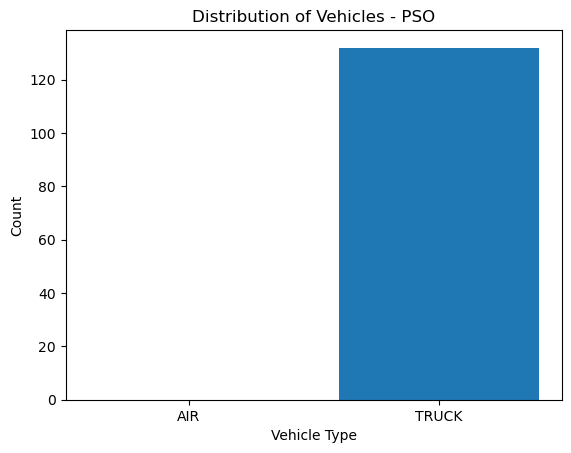 Distribution of Vehicles - PSO
Count
120
100
80
60
40
20
0
AIR TRUCK
Vehicle Type